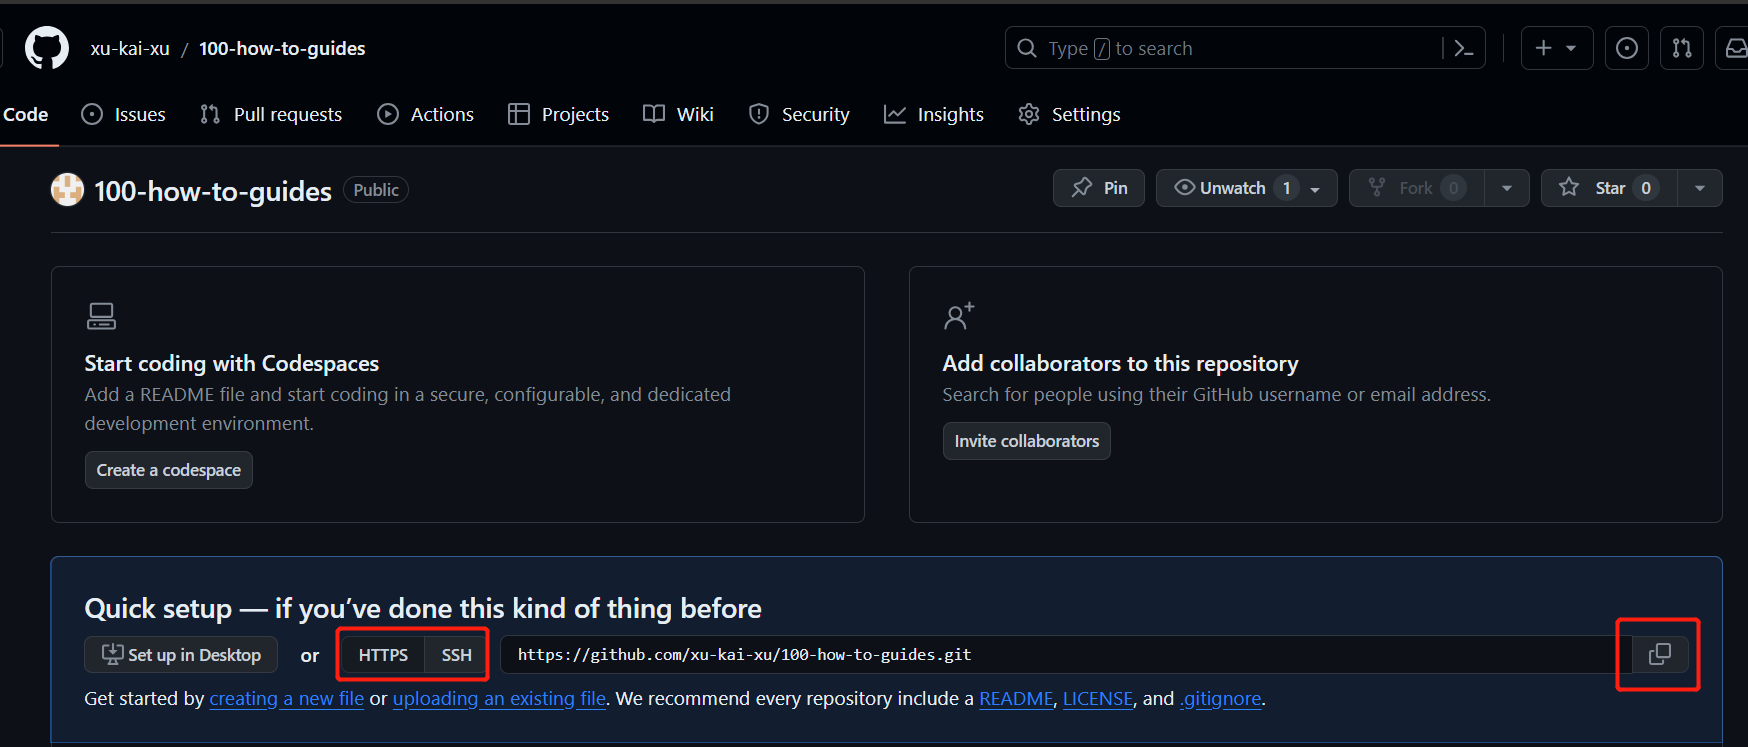 xu-kai-xu / 100-how-to-guides
Type / to search
Code Issues Pull requests Actions Projects Wiki Security Insights Settings
100-how-to-guides Public
Pin Unwatch 1 Fork 0 Star 0
Start coding with Codespaces
Add a README file and start coding in a secure, configurable, and dedicated
development environment.
Create a codespace
Add collaborators to this repository
Search for people using their GitHub username or email address.
Invite collaborators
Quick setup — if you’ve done this kind of thing before
Set up in Desktop or HTTPS SSH https://github.com/xu-kai-xu/100-how-to-guides.git
Get started by creating a new file or uploading an existing file. We recommend every repository include a README, LICENSE, and .gitignore.